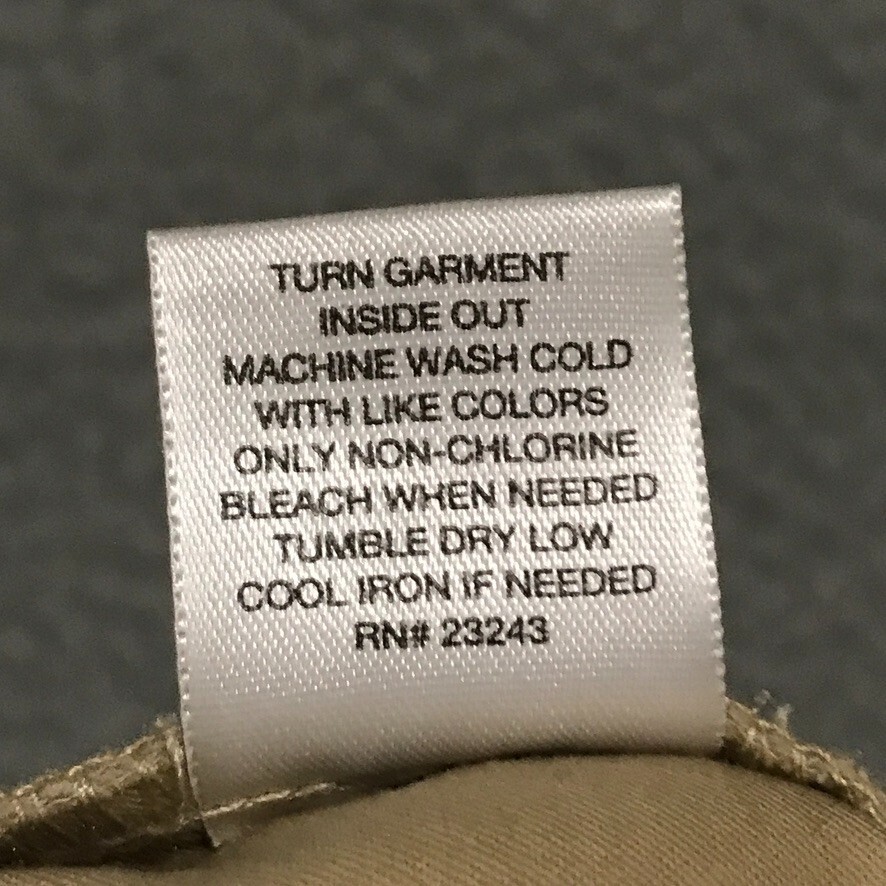 TURN GARMENT
INSIDE OUT
MACHINE WASH COLD
WITH LIKE COLORS
ONLY NON-CHLORINE
BLEACH WHEN NEEDED
TUMBLE DRY LOW
COOL IRON IF NEEDED
RN# 23243